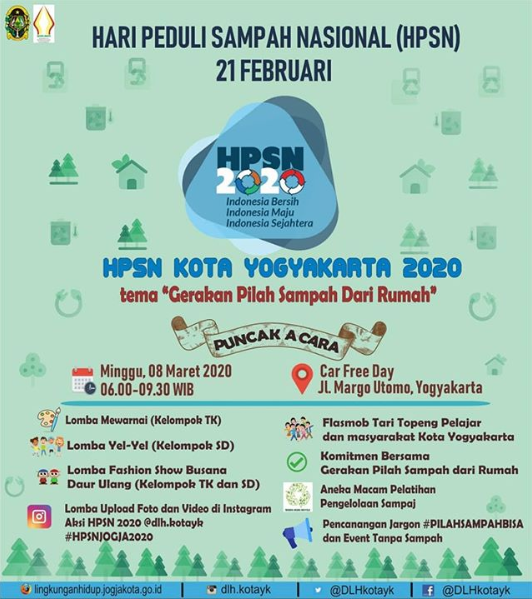 HARI PEDULI SAMPAH NASIONAL (HPSN)
21 FEBRUARI
HPSN
2020
Indonesia Bersih
Indonesia Maju
Indonesia Sejahtera
HPSN KOTA YOGYAKARTA 2020
tema "Gerakan Pilah Sampah Dari Rumah"
PUNCAK ACARA
Minggu, 08 Maret 2020
06.00-09.30 WIB
Car Free Day
Jl. Margo Utomo, Yogyakarta
Lomba Mewarnai (Kelompok TK)
Lomba Yel-Yel (Kelompok SD)
Lomba Fashion Show Busana
Daur Ulang (Kelompok TK dan SD)
Lomba Upload Foto dan Video di Instagram
Aksi HPSN 2020 @dlh.kotayk
#HPSNJOGJA2020
Flasmob Tari Topeng Pelajar
dan masyarakat Kota Yogyakarta
Komitmen Bersama
Gerakan Pilah Sampah dari Rumah
Aneka Macam Pelatihan
Pengelolaan Sampaj
Pencanangan Jargon #PILAHSAMPAHBISA
dan Event Tanpa Sampah
lingkunganhidup.jogjakota.go.id
dlh.kotayk
@DLHkotayk
@DLHkotayk